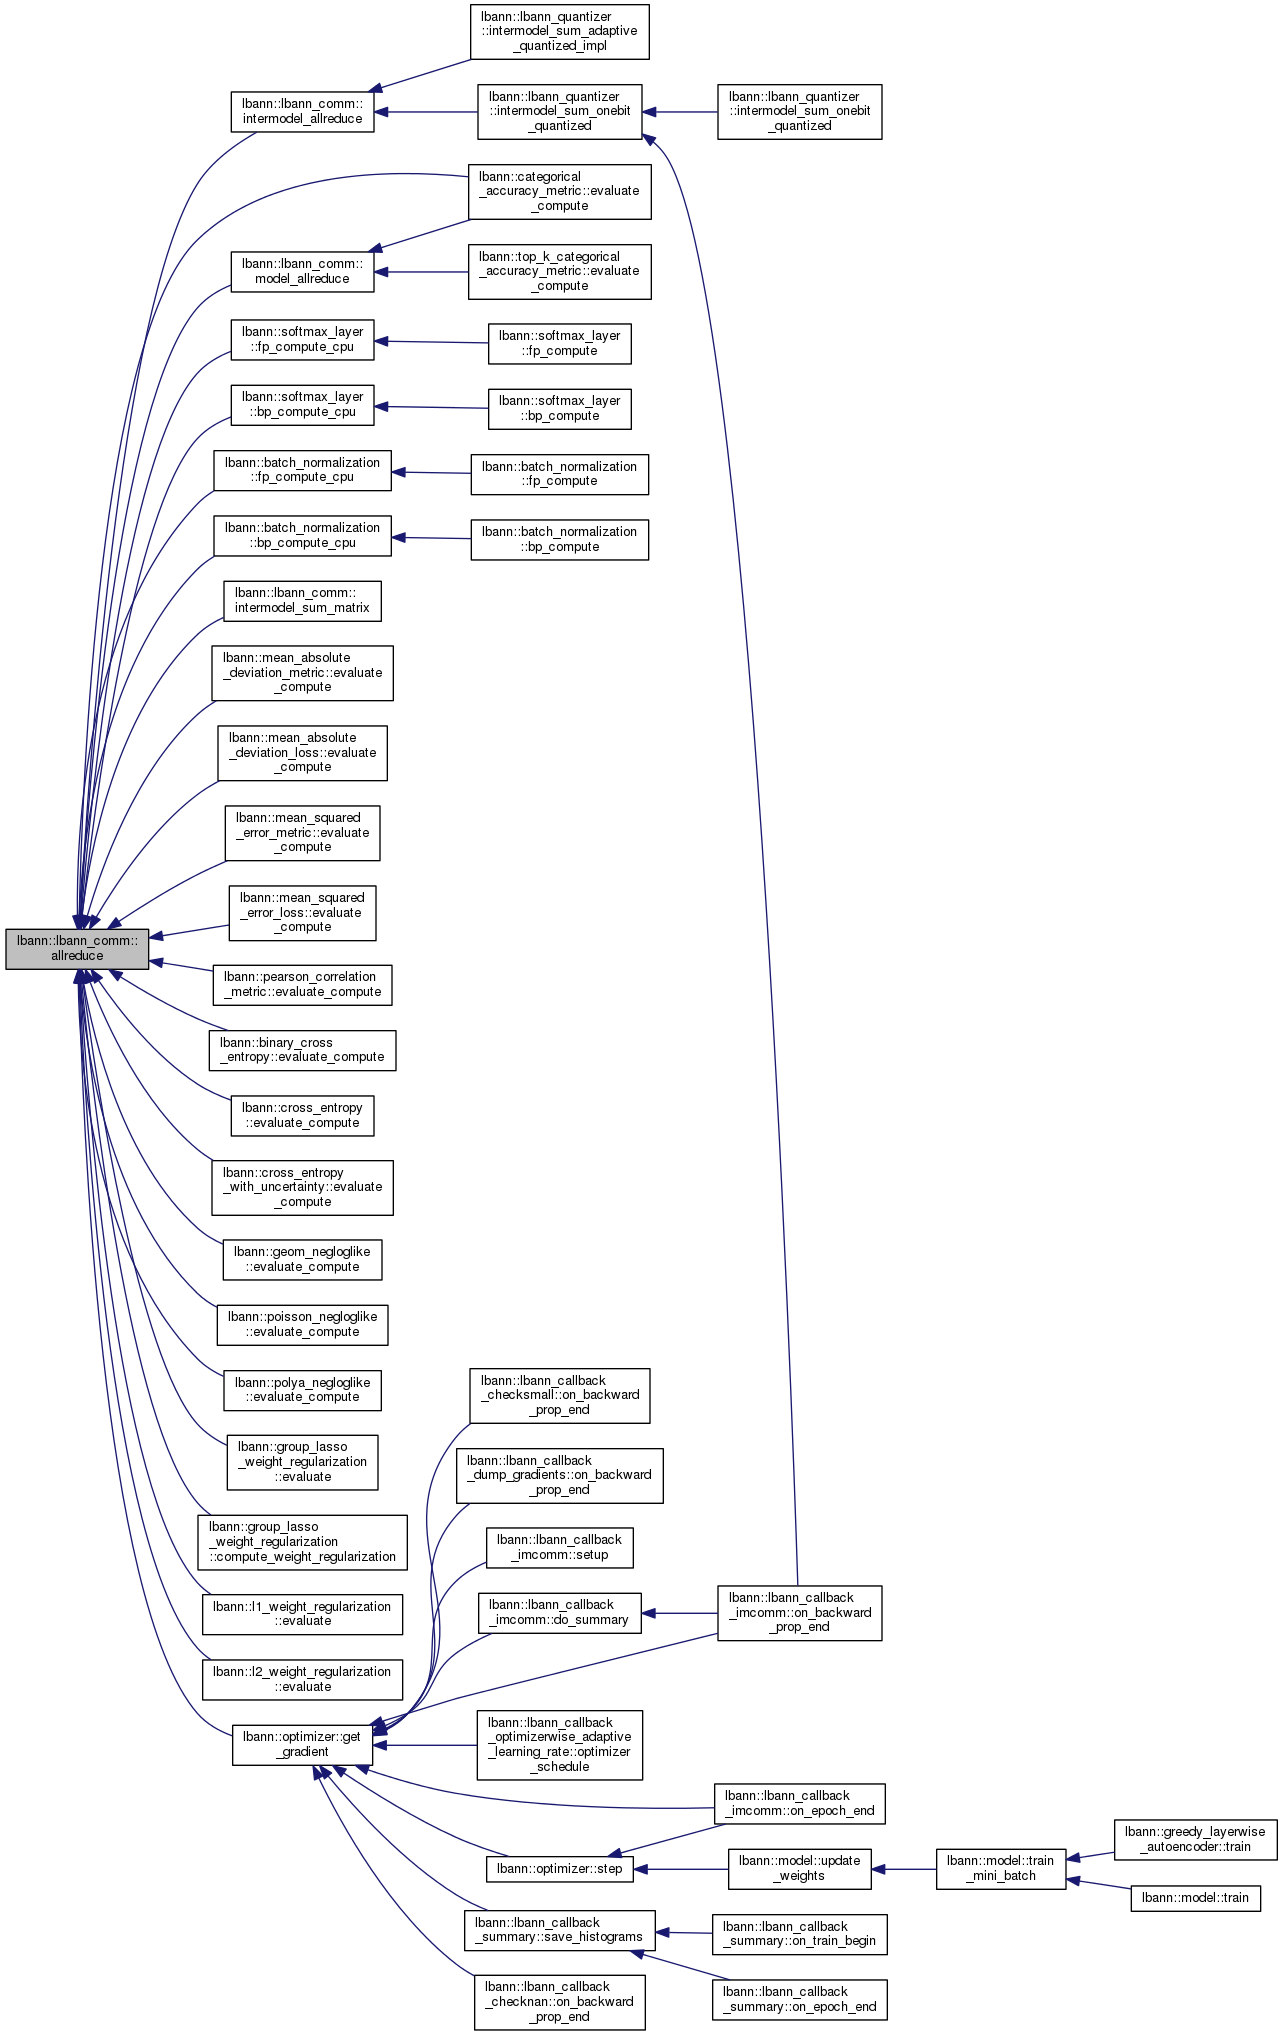 lbann::lbann_quantizer
::intermodel_sum_adaptive
_quantized_impl
lbann::lbann_comm::
intermodel_allreduce
lbann::lbann_quantizer
::intermodel_sum_onebit
_quantized
lbann::lbann_quantizer
::intermodel_sum_onebit
_quantized
lbann::categorical
_accuracy_metric::evaluate
_compute
lbann::lbann_comm::
model_allreduce
lbann::top_k_categorical
_accuracy_metric::evaluate
_compute
lbann::softmax_layer
::fp_compute_cpu
lbann::softmax_layer
::fp_compute
lbann::softmax_layer
::bp_compute_cpu
lbann::softmax_layer
::bp_compute
lbann::batch_normalization
::fp_compute_cpu
lbann::batch_normalization
::fp_compute
lbann::batch_normalization
::bp_compute_cpu
lbann::batch_normalization
::bp_compute
lbann::lbann_comm::
intermodel_sum_matrix
lbann::mean_absolute
_deviation_metric::evaluate
_compute
lbann::mean_absolute
_deviation_loss::evaluate
_compute
lbann::mean_squared
_error_metric::evaluate
_compute
lbann::mean_squared
_error_loss::evaluate
_compute
lbann::lbann_comm::
allreduce
lbann::pearson_correlation
_metric::evaluate_compute
lbann::binary_cross
_entropy::evaluate_compute
lbann::cross_entropy
::evaluate_compute
lbann::cross_entropy
_with_uncertainty::evaluate
_compute
lbann::geom_negloglike
::evaluate_compute
lbann::poisson_negloglike
::evaluate_compute
lbann::polya_negloglike
::evaluate_compute
lbann::lbann_callback
_checksmall::on_backward
_prop_end
lbann::group_lasso
_weight_regularization
::evaluate
lbann::lbann_callback
_dump_gradients::on_backward
_prop_end
lbann::group_lasso
_weight_regularization
::compute_weight_regularization
lbann::lbann_callback
_imcomm::setup
lbann::l1_weight_regularization
::evaluate
lbann::lbann_callback
_imcomm::do_summary
lbann::lbann_callback
_imcomm::on_backward
_prop_end
lbann::l2_weight_regularization
::evaluate
lbann::optimizer::get
_gradient
lbann::lbann_callback
_optimizerwise_adaptive
_learning_rate::optimizer
_schedule
lbann::lbann_callback
_imcomm::on_epoch_end
lbann::optimizer::step
lbann::model::update
_weights
lbann::model::train
_mini_batch
lbann::greedy_layerwise
_autoencoder::train
lbann::model::train
lbann::lbann_callback
_summary::save_histograms
lbann::lbann_callback
_summary::on_train_begin
lbann::lbann_callback
_checknan::on_backward
_prop_end
lbann::lbann_callback
_summary::on_epoch_end